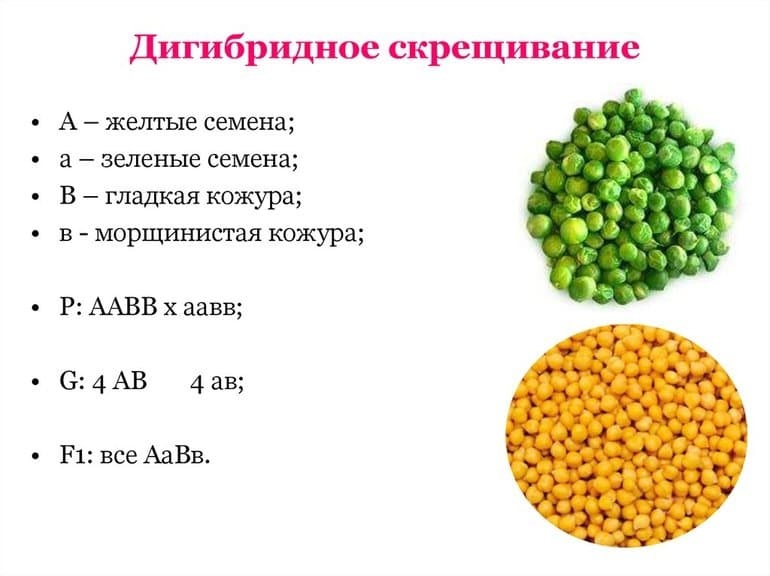 Дигибридное скрещивание
• А – желтые семена;
• а – зеленые семена;
• В – гладкая кожура;
• в - морщинистая кожура;
• Р: ААВВ х аавв;
• G: 4 АВ 4 ав;
• F1: все АаВв.